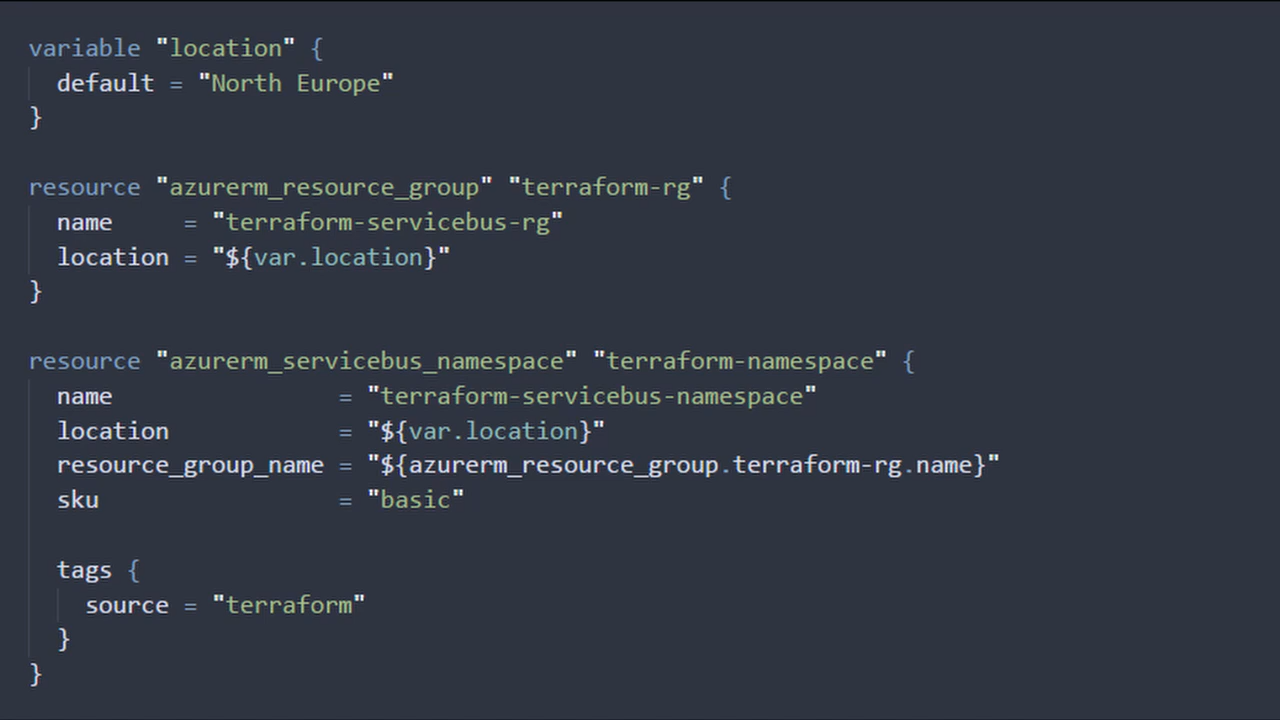 variable "location" {
  default = "North Europe"
}

resource "azurerm_resource_group" "terraform-rg" {
  name     = "terraform-servicebus-rg"
  location = "${var.location}"
}

resource "azurerm_servicebus_namespace" "terraform-namespace" {
  name                = "terraform-servicebus-namespace"
  location            = "${var.location}"
  resource_group_name = "${azurerm_resource_group.terraform-rg.name}"
  sku                 = "basic"

  tags {
    source = "terraform"
  }
}